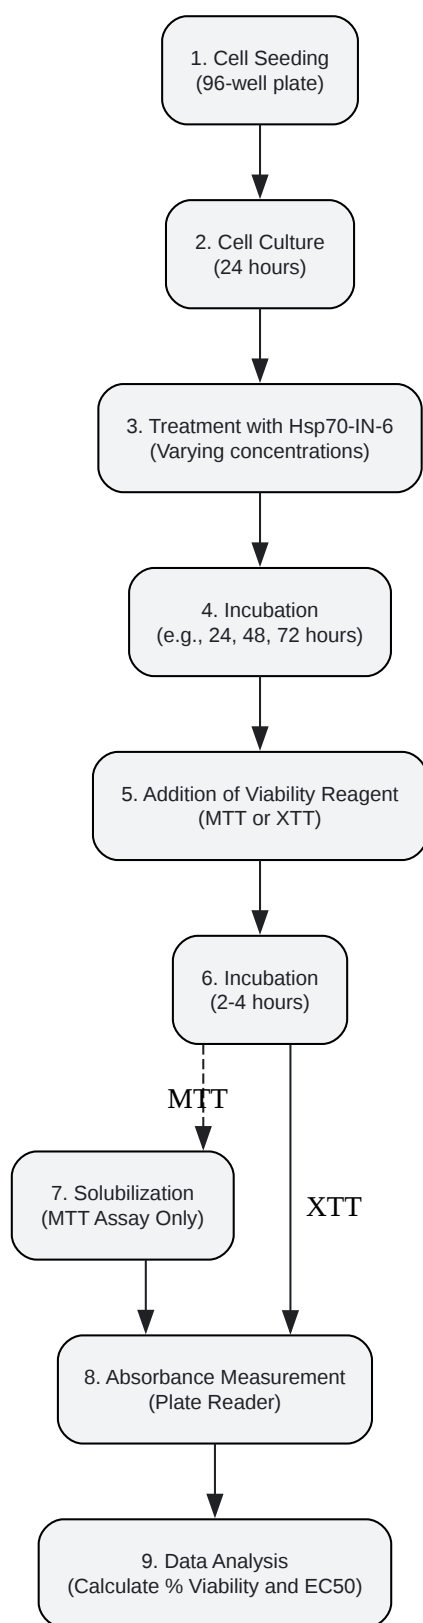 1. Cell Seeding
(96-well plate)
2. Cell Culture
(24 hours)
3. Treatment with Hsp70-IN-6
(Varying concentrations)
4. Incubation
(e.g., 24, 48, 72 hours)
5. Addition of Viability Reagent
(MTT or XTT)
6. Incubation
(2-4 hours)
MTT
7. Solubilization
(MTT Assay Only)
XTT
8. Absorbance Measurement
(Plate Reader)
9. Data Analysis
(Calculate % Viability and EC50)